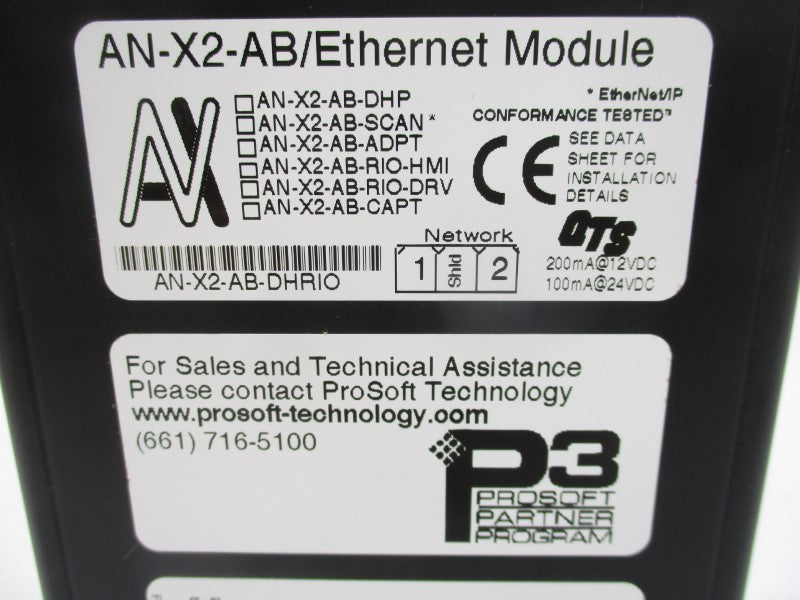 AN-X2-AB/Ethernet Module
AN-X2-AB-DHP
AN-X2-AB-SCAN *
AN-X2-AB-ADPT
AN-X2-AB-RIO-HMI
AN-X2-AB-RIO-DRV
AN-X2-AB-CAPT
* EtherNet/IP
CONFORMANCE TESTED™
CE
SEE DATA
SHEET FOR
INSTALLATION
DETAILS
AN-X2-AB-DHRIO
Network
1 Shld 2
QTS
200mA@12VDC
100mA@24VDC
For Sales and Technical Assistance
Please contact ProSoft Technology
www.prosoft-technology.com
(661) 716-5100
P3
PROSOFT
PARTNER
PROGRAM